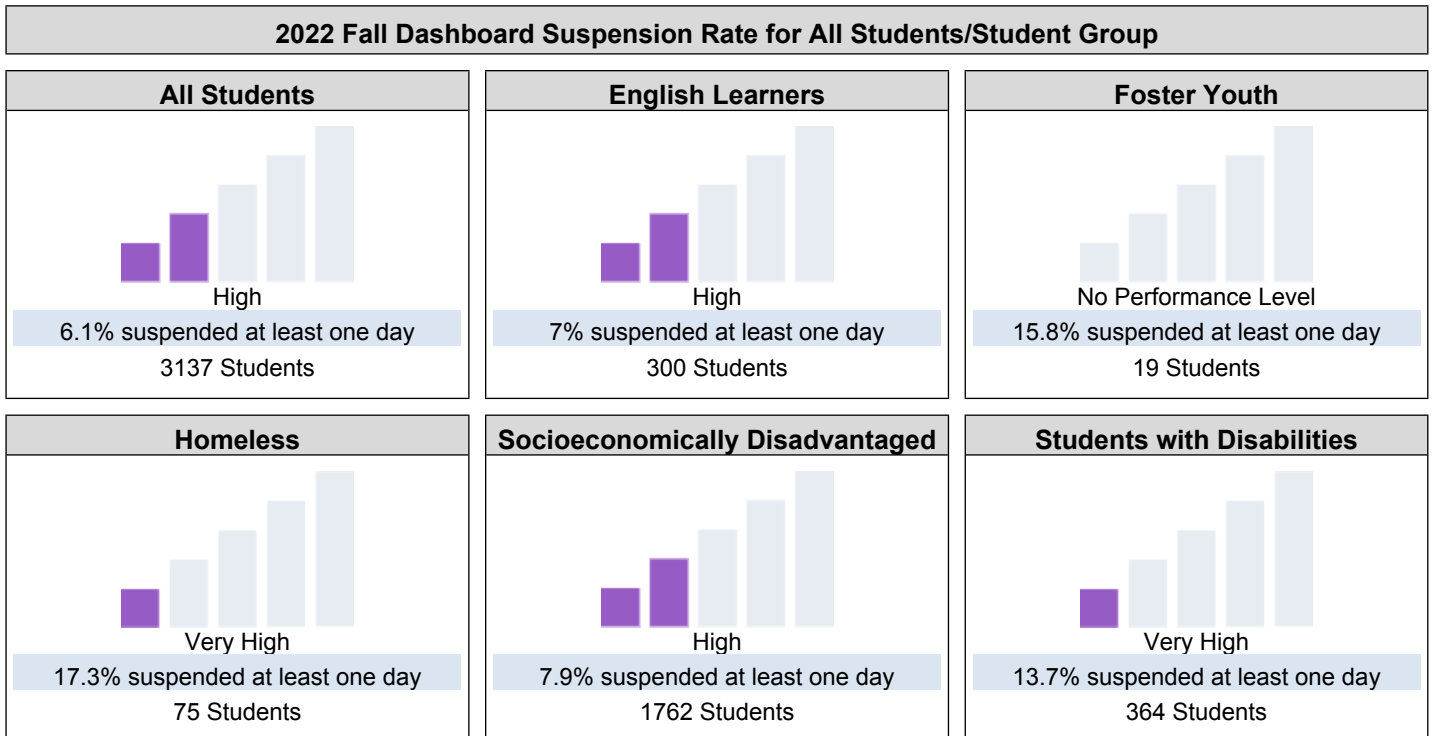 2022 Fall Dashboard Suspension Rate for All Students/Student Group
All Students
High
6.1% suspended at least one day
3137 Students
English Learners
High
7% suspended at least one day
300 Students
Foster Youth
No Performance Level
15.8% suspended at least one day
19 Students
Homeless
Very High
17.3% suspended at least one day
75 Students
Socioeconomically Disadvantaged
High
7.9% suspended at least one day
1762 Students
Students with Disabilities
Very High
13.7% suspended at least one day
364 Students